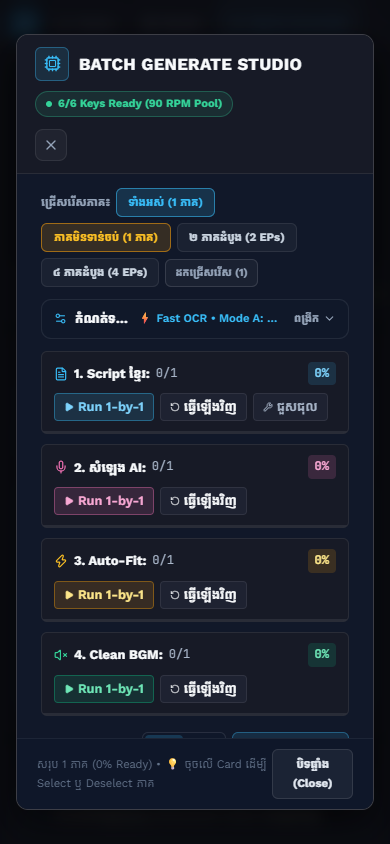 BATCH GENERATE STUDIO
6/6 Keys Ready (90 RPM Pool)
ជ្រើសរើសភាគ៖ ទាំងអស់ (1 ភាគ)
ភាគមិនទាន់ចប់ (1 ភាគ) ២ ភាគដំបូង (2 EPs)
៤ ភាគដំបូង (4 EPs) ដកជ្រើសរើស (1)
កំណត់ទ... Fast OCR • Mode A: ... ពង្រីក
1. Script ខ្មែរ: 0/1 0%
Run 1-by-1 ធ្វើឡើងវិញ ជួសជុល
2. សំឡេង AI: 0/1 0%
Run 1-by-1 ធ្វើឡើងវិញ
3. Auto-Fit: 0/1 0%
Run 1-by-1 ធ្វើឡើងវិញ
4. Clean BGM: 0/1 0%
Run 1-by-1 ធ្វើឡើងវិញ
សរុប 1 ភាគ (0% Ready) • 💡 ចុចលើ Card ដើម្បី
Select ឬ Deselect ភាគ
បិទផ្ទាំង
(Close)